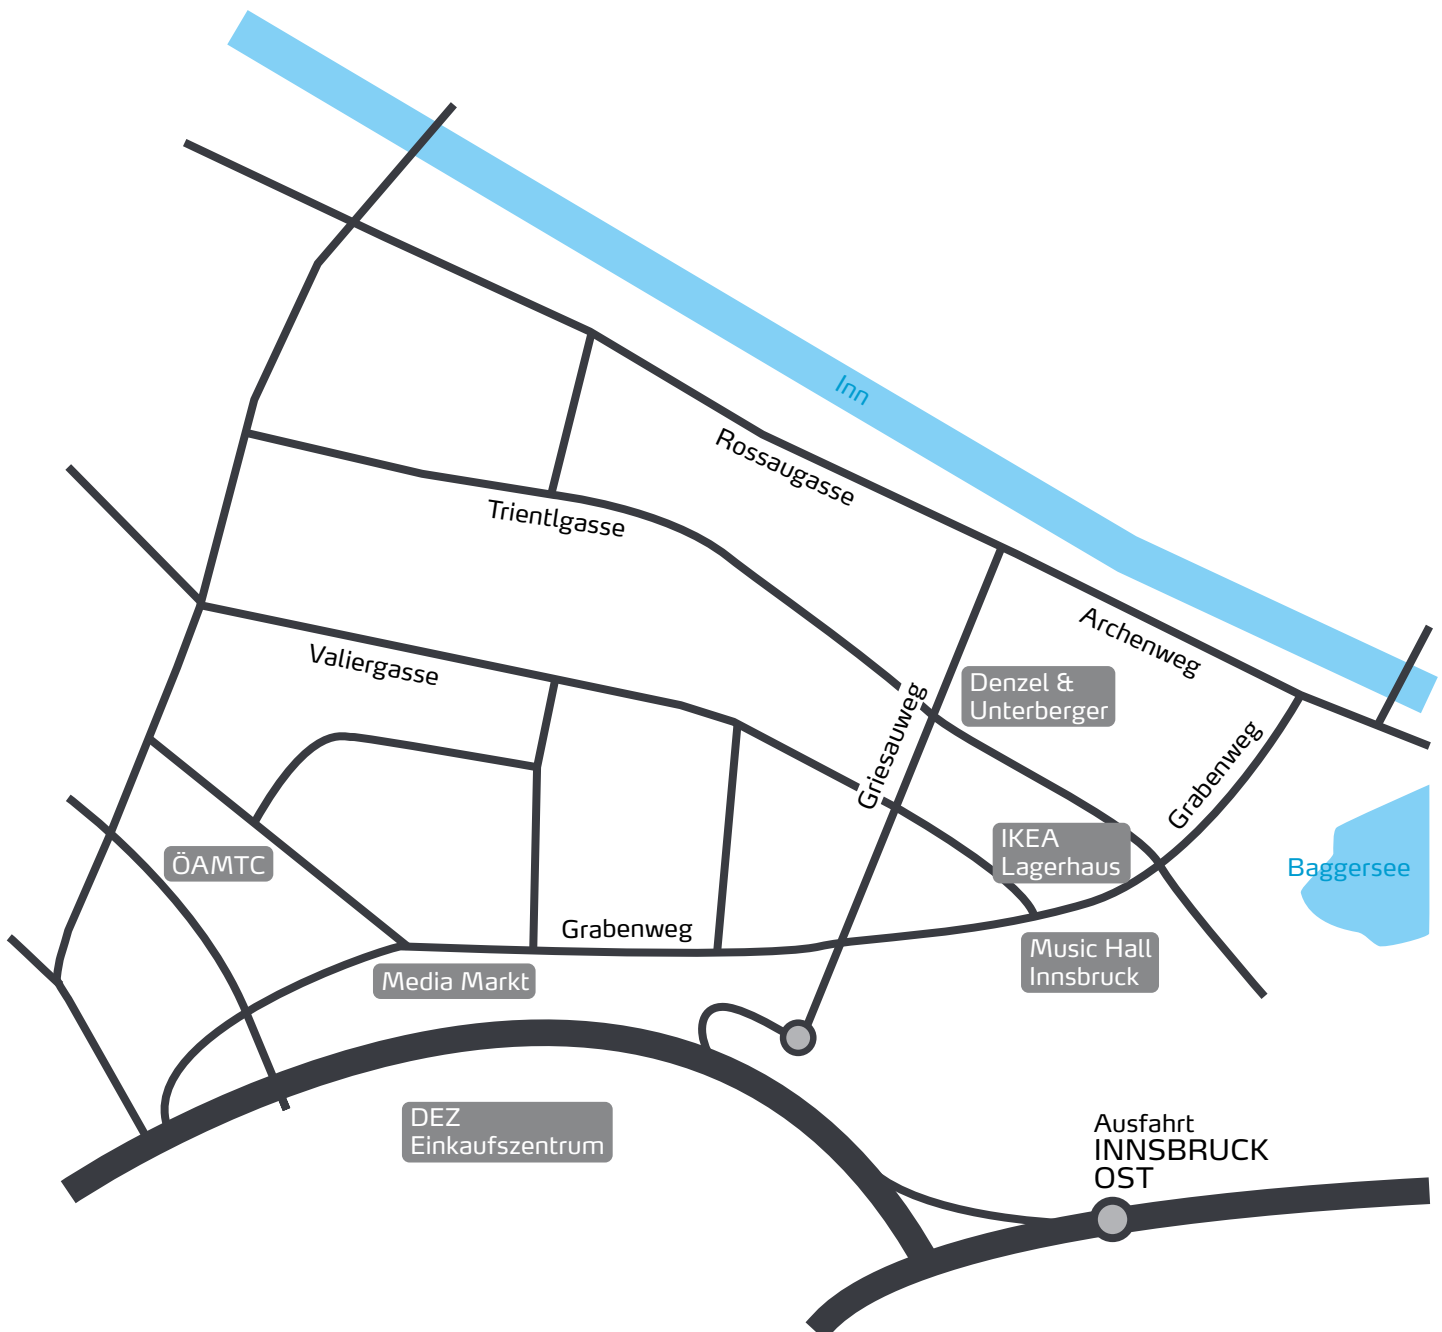 Inn
Rossaugasse
Trientlgasse
Archenweg
Valiergasse
Denzel &
Unterberger
Griesauweg
Grabenweg
IKEA
Lagerhaus
ÖAMTC
Baggersee
Grabenweg
Music Hall
Innsbruck
Media Markt
DEZ
Einkaufszentrum
Ausfahrt
INNSBRUCK
OST